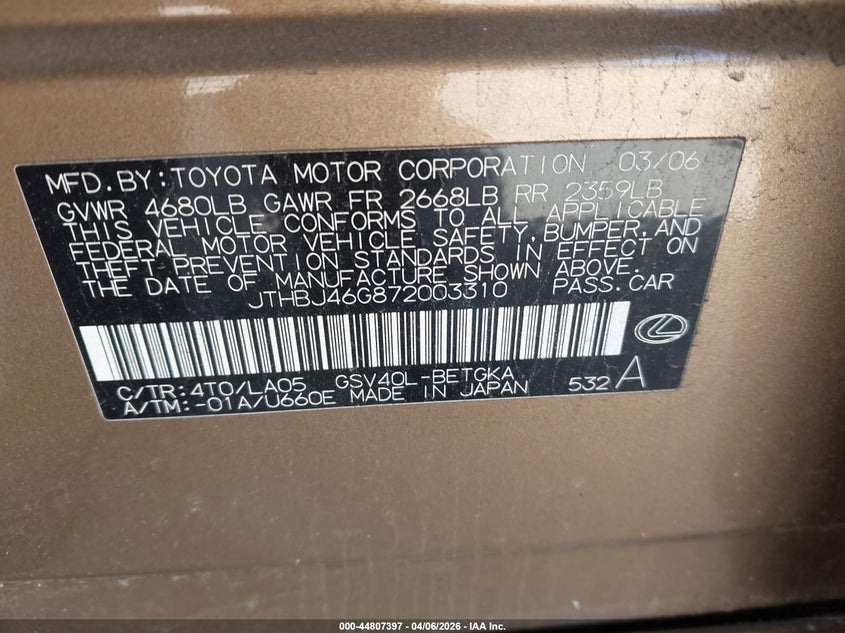 MFD.BY:TOYOTA MOTOR CORPORATION 03/06
GVWR 4680LB GAWR FR 2668LB RR 2359LB
THIS VEHICLE CONFORMS TO ALL APPLICABLE
FEDERAL MOTOR VEHICLE SAFETY,BUMPER,AND
THEFT PREVENTION STANDARDS IN EFFECT ON
THE DATE OF MANUFACTURE SHOWN ABOVE.
JTHBJ46G872003310 PASS.CAR
C/TR:4T0/LA05 GSV40L-BETGKA
A/TM:-01A/U660E MADE IN JAPAN 532 A
000-44807397 - 04/06/2026 - IAA Inc.